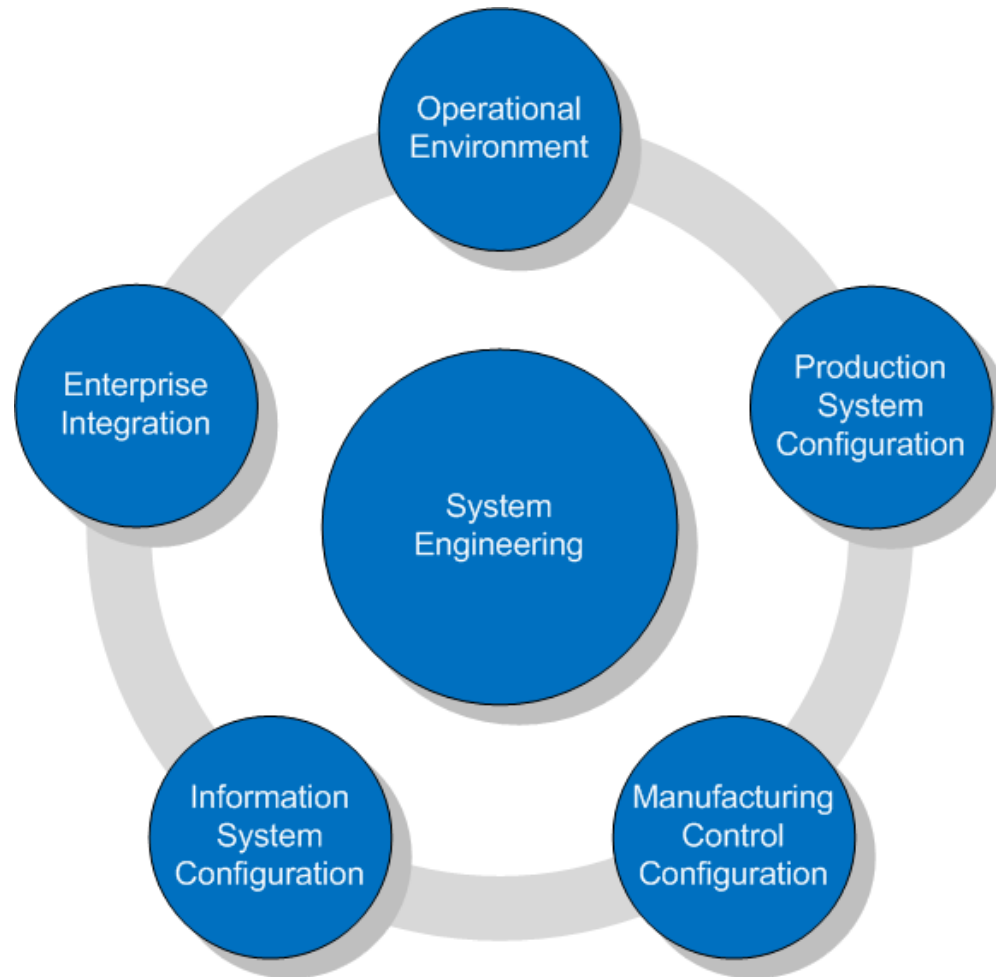 Operational
Environment
Enterprise
Integration
Production
System
Configuration
System
Engineering
Information
System
Configuration
Manufacturing
Control
Configuration